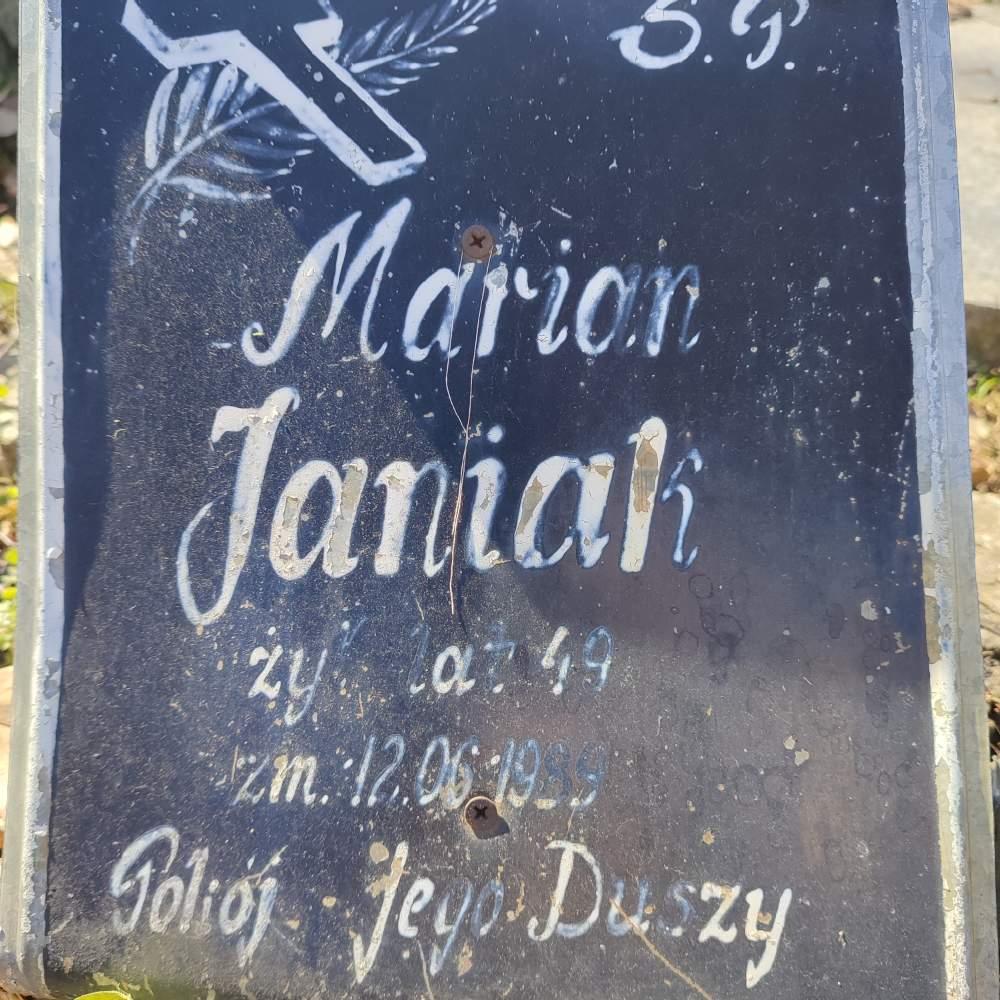 Ś.P.
Marian
Janiak
żył lat 49
zm. 12.06.1989
Pokój Jego Duszy